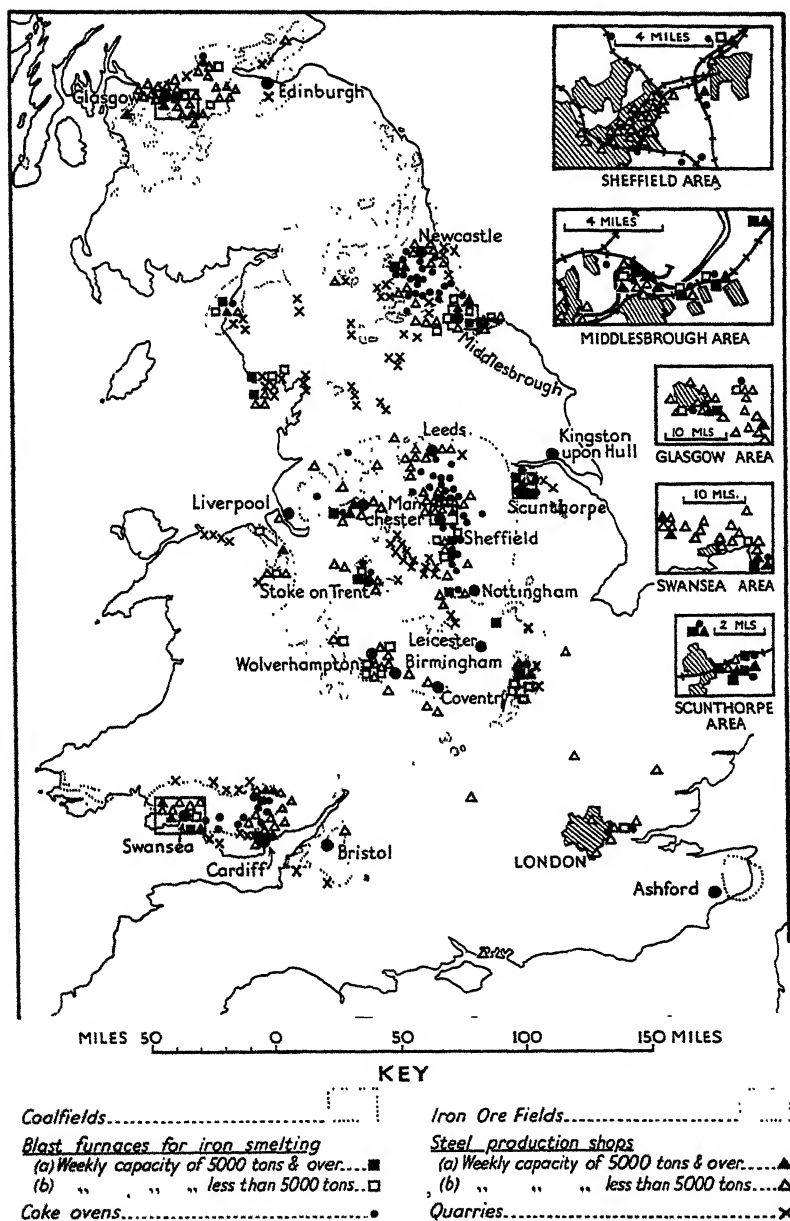 4 MILES
SHEFFIELD AREA
Glasgow
Edinburgh
4 MILES
MIDDLESBROUGH AREA
Newcastle
Middlesbrough
10 MLS.
GLASGOW AREA
Leeds
Kingston
upon Hull
Liverpool
Man
chester
Scunthorpe
Sheffield
10 MLS.
SWANSEA AREA
Stoke on Trent
Nottingham
Leicester
Wolverhampton
Birmingham
Coventry
2 MLS.
SCUNTHORPE
AREA
Swansea
Cardiff
Bristol
LONDON
Ashford
MILES 50 0 50 100 150 MILES
KEY
Coalfields
Blast furnaces for iron smelting
(a) Weekly capacity of 5000 tons & over
(b) ,, ,, ,, ,, less than 5000 tons
Coke ovens
Iron Ore Fields
Steel production shops
(a) Weekly capacity of 5000 tons & over
(b) ,, ,, ,, ,, less than 5000 tons
Quarries